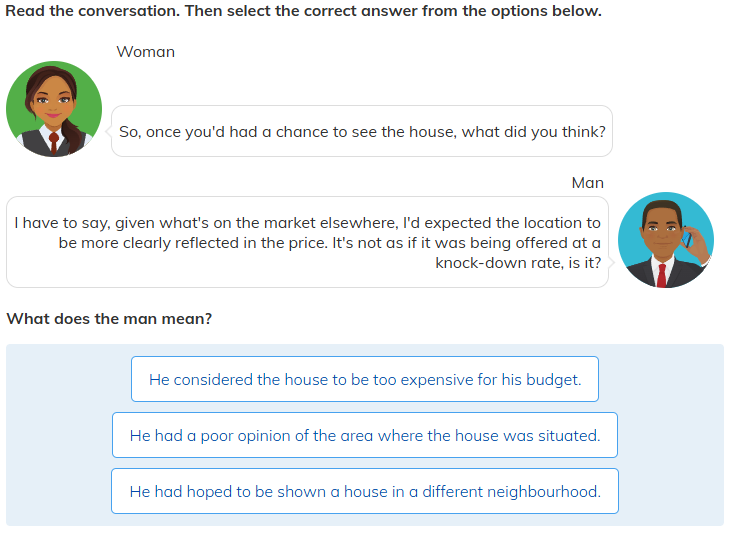 Read the conversation. Then select the correct answer from the options below.
Woman
So, once you'd had a chance to see the house, what did you think?
Man
I have to say, given what's on the market elsewhere, I'd expected the location to
be more clearly reflected in the price. It's not as if it was being offered at a
knock-down rate, is it?
What does the man mean?
He considered the house to be too expensive for his budget.
He had a poor opinion of the area where the house was situated.
He had hoped to be shown a house in a different neighbourhood.